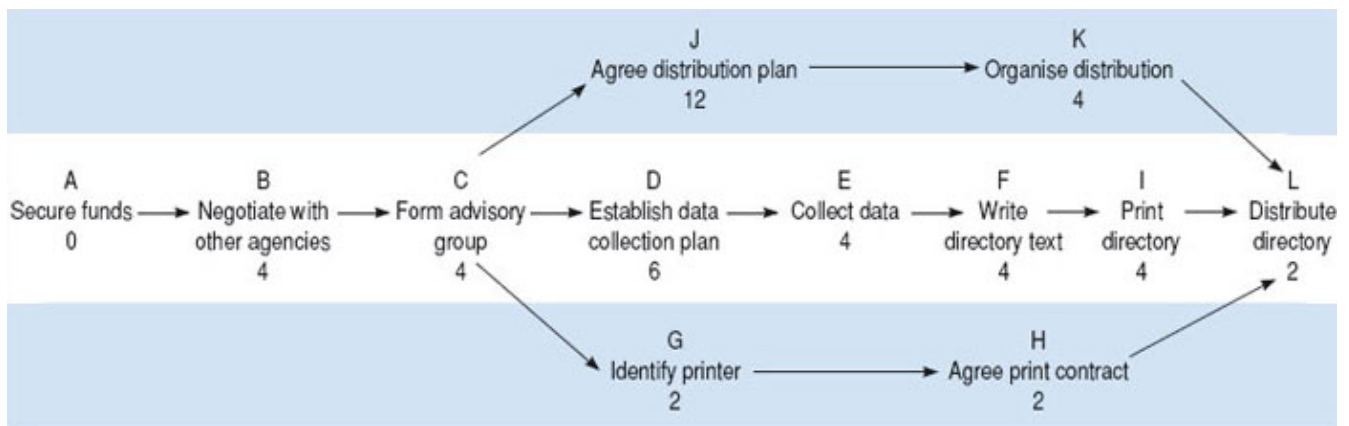 J
Agree distribution plan
12
K
Organise distribution
4
A
Secure funds
0
B
Negotiate with
other agencies
4
C
Form advisory
group
4
D
Establish data
collection plan
6
E
Collect data
4
F
Write
directory text
4
I
Print
directory
4
L
Distribute
directory
2
G
Identify printer
2
H
Agree print contract
2